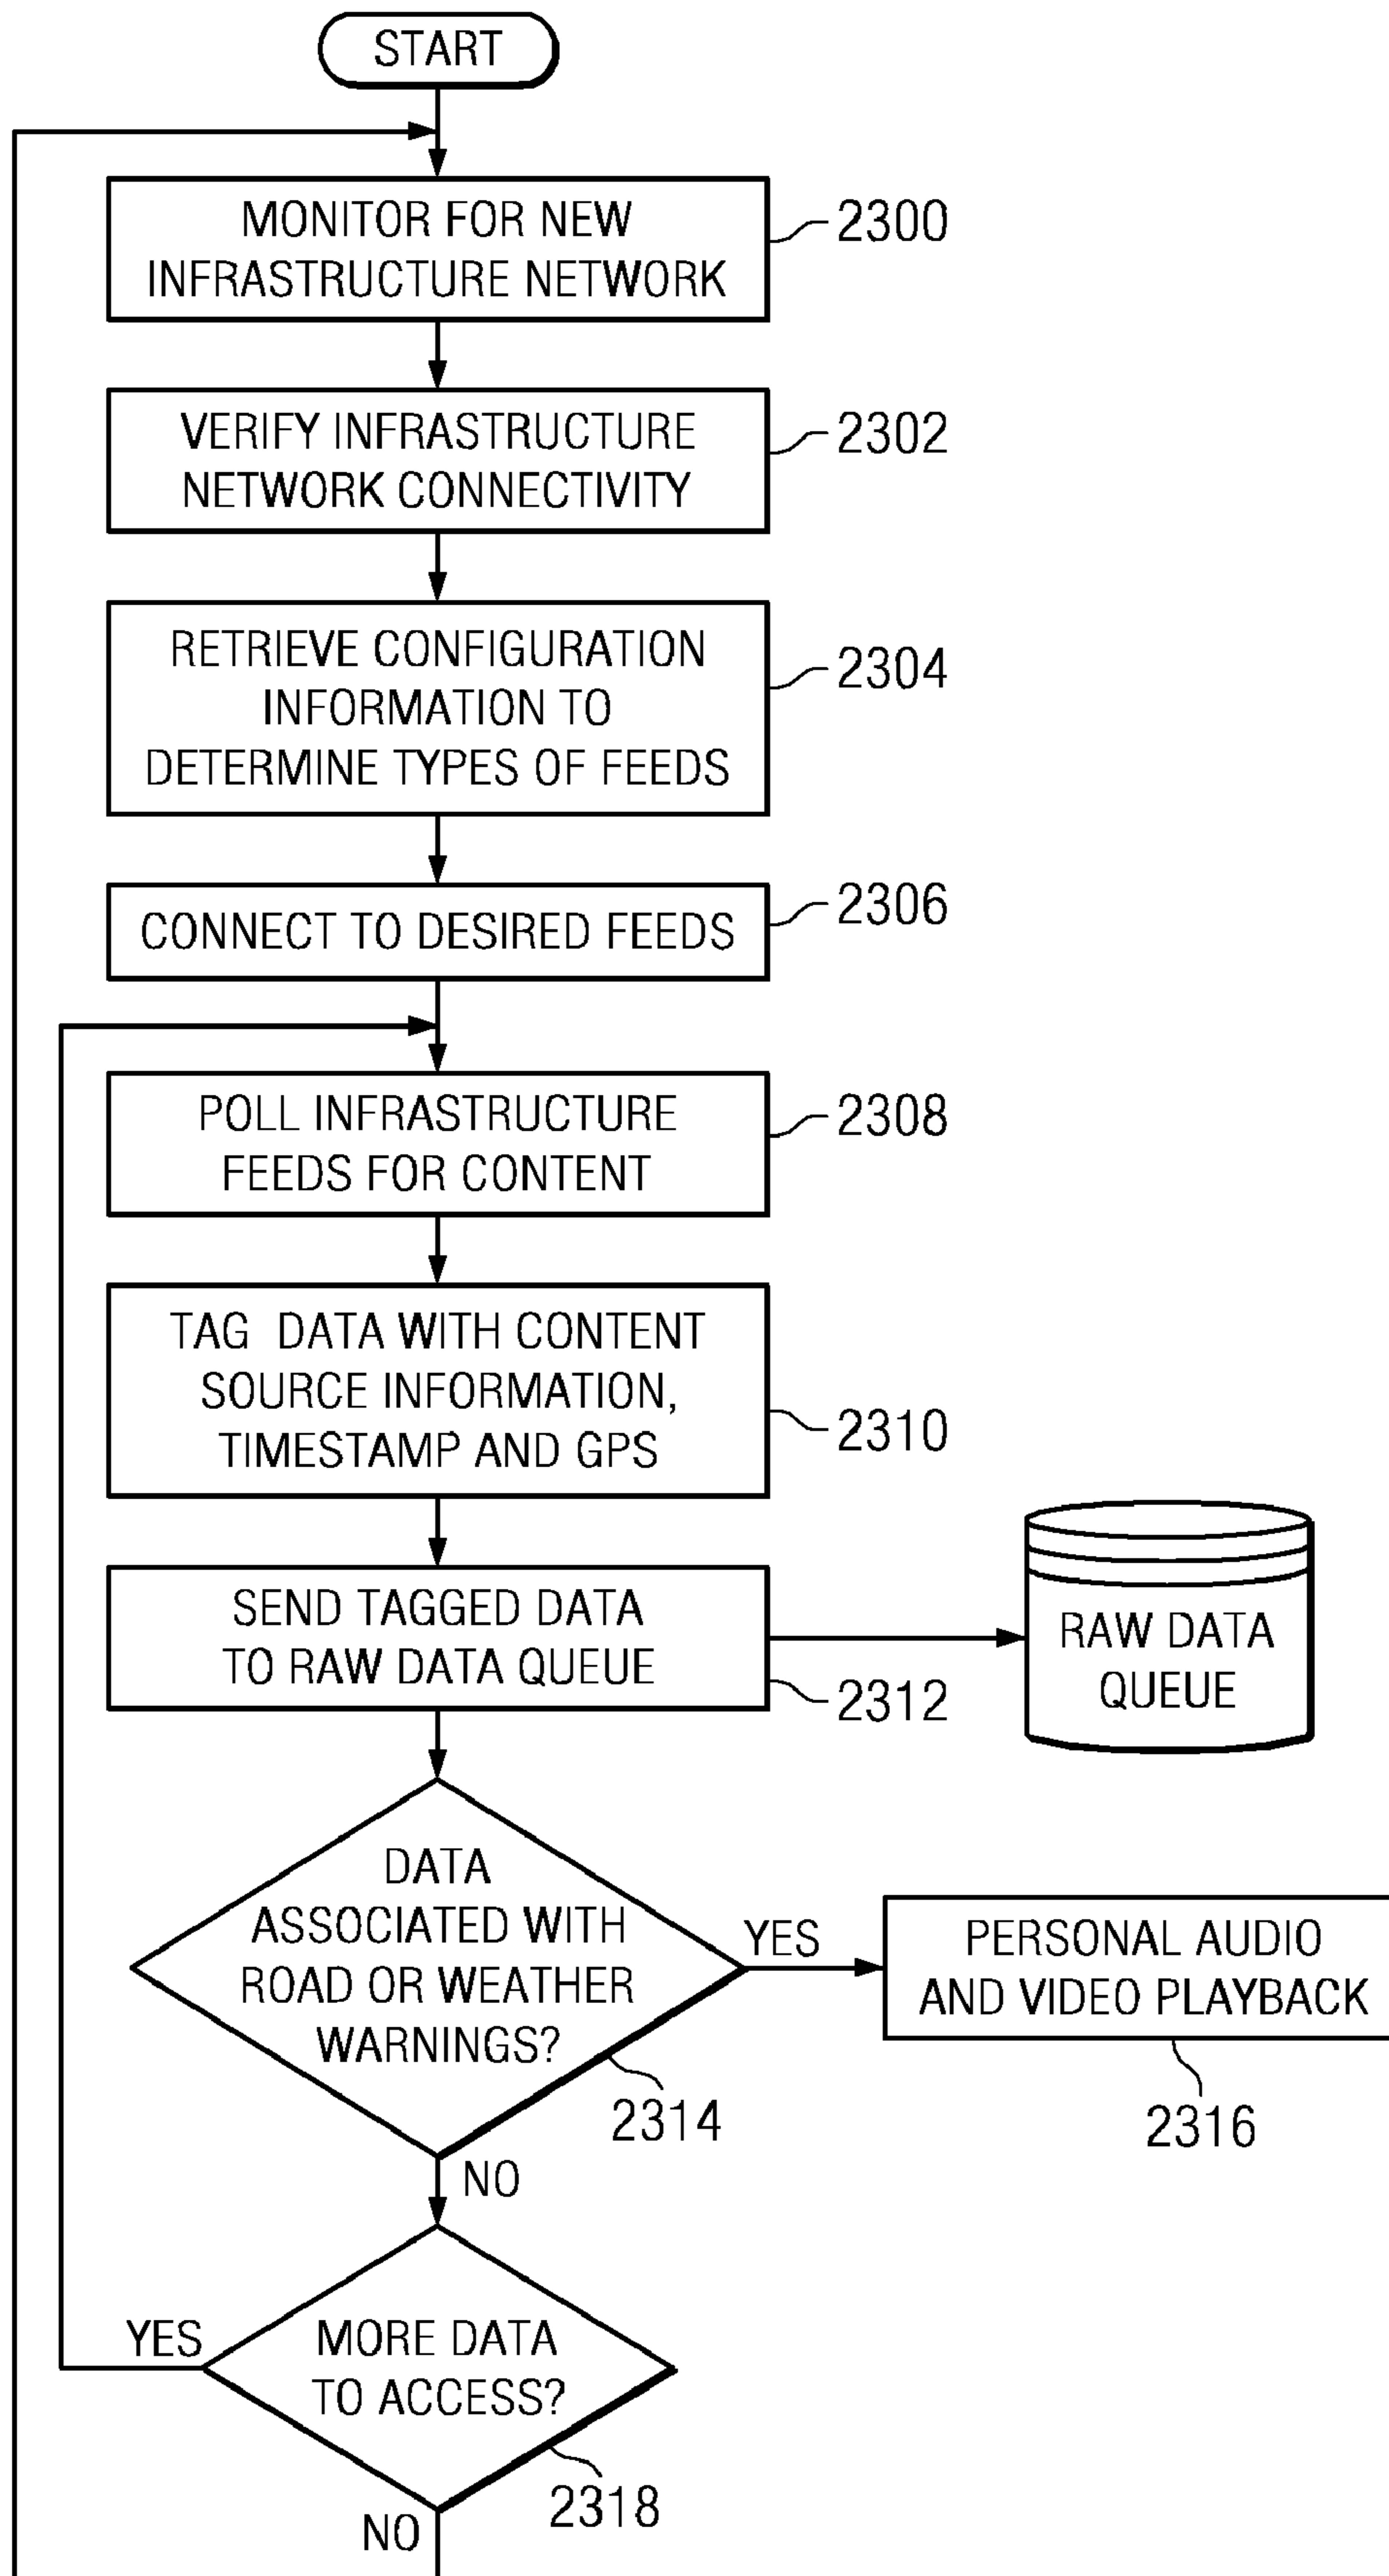 START
MONITOR FOR NEW
INFRASTRUCTURE NETWORK
2300
VERIFY INFRASTRUCTURE
NETWORK CONNECTIVITY
2302
RETRIEVE CONFIGURATION
INFORMATION TO
DETERMINE TYPES OF FEEDS
2304
CONNECT TO DESIRED FEEDS
2306
POLL INFRASTRUCTURE
FEEDS FOR CONTENT
2308
TAG DATA WITH CONTENT
SOURCE INFORMATION,
TIMESTAMP AND GPS
2310
SEND TAGGED DATA
TO RAW DATA QUEUE
2312
RAW DATA
QUEUE
DATA
ASSOCIATED WITH
ROAD OR WEATHER
WARNINGS?
2314
YES
PERSONAL AUDIO
AND VIDEO PLAYBACK
2316
NO
MORE DATA
TO ACCESS?
2318
YES
NO